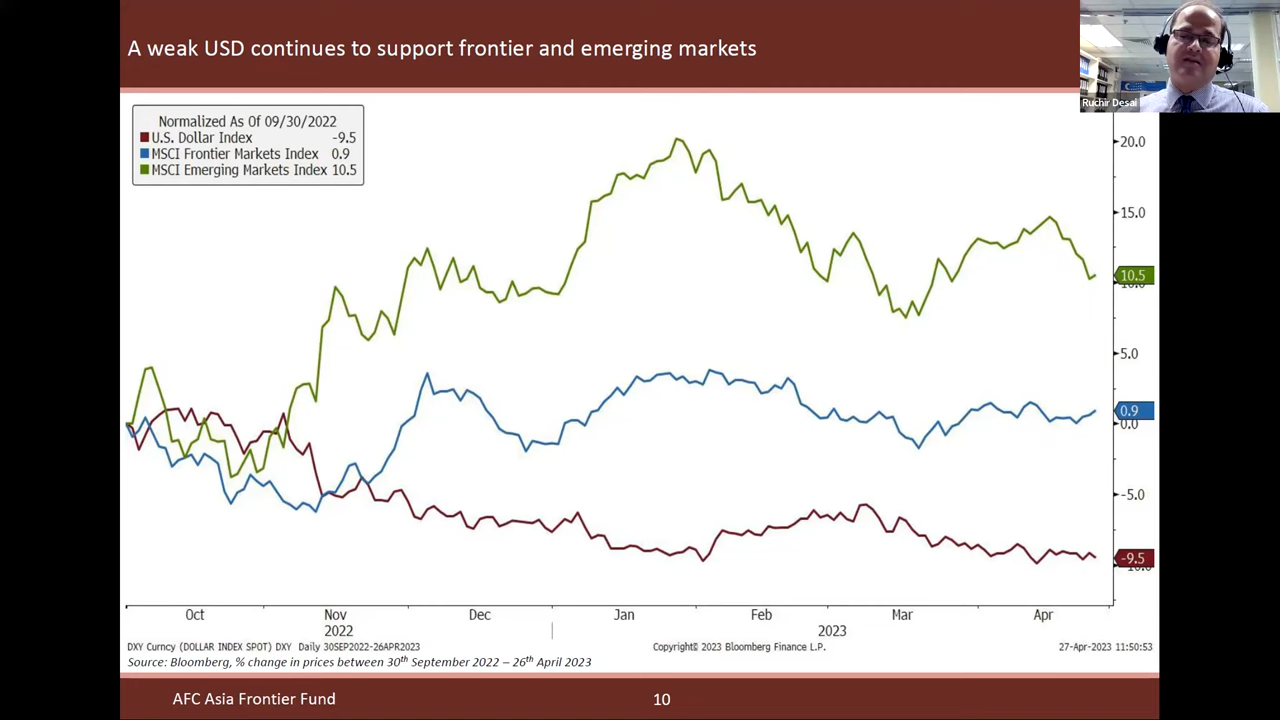 A weak USD continues to support frontier and emerging markets
Ruchir Desai
Normalized As Of 09/30/2022
U.S. Dollar Index -9.5
MSCI Frontier Markets Index 0.9
MSCI Emerging Markets Index 10.5
20.0
15.0
10.5
10.0
5.0
0.9
0.0
-5.0
-9.5
-10.0
Oct Nov Dec Jan Feb Mar Apr
2022 2023
DXY Curncy (DOLLAR INDEX SPOT) DXY Daily 30SEP2022-26APR2023 Copyright© 2023 Bloomberg Finance L.P. 27-Apr-2023 11:50:53
Source: Bloomberg, % change in prices between 30th September 2022 – 26th April 2023
AFC Asia Frontier Fund 10